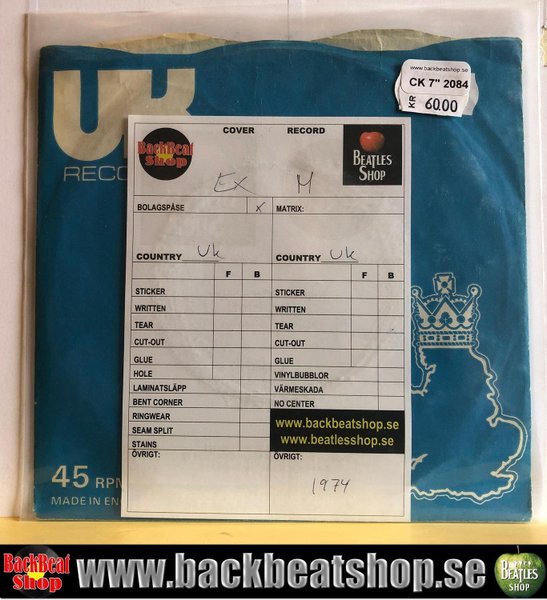 UK
RECO
www.backbeatshop.se
CK 7" 2084
KR 60.00
BackBeat
Shop
COVER RECORD
BEATLES
SHOP
EX M
BOLAGSPÅSE X MATRIX:
COUNTRY UK COUNTRY UK
F B F B
STICKER STICKER
WRITTEN WRITTEN
TEAR TEAR
CUT-OUT CUT-OUT
GLUE GLUE
HOLE VINYLBUBBLOR
LAMINATSLÄPP VÄRMESKADA
BENT CORNER NO CENTER
RINGWEAR
SEAM SPLIT
STAINS
www.backbeatshop.se
www.beatlesshop.se
ÖVRIGT: ÖVRIGT:
1974
45 RPM
MADE IN ENG
BackBeat
Shop
www.backbeatshop.se
BEATLES
SHOP